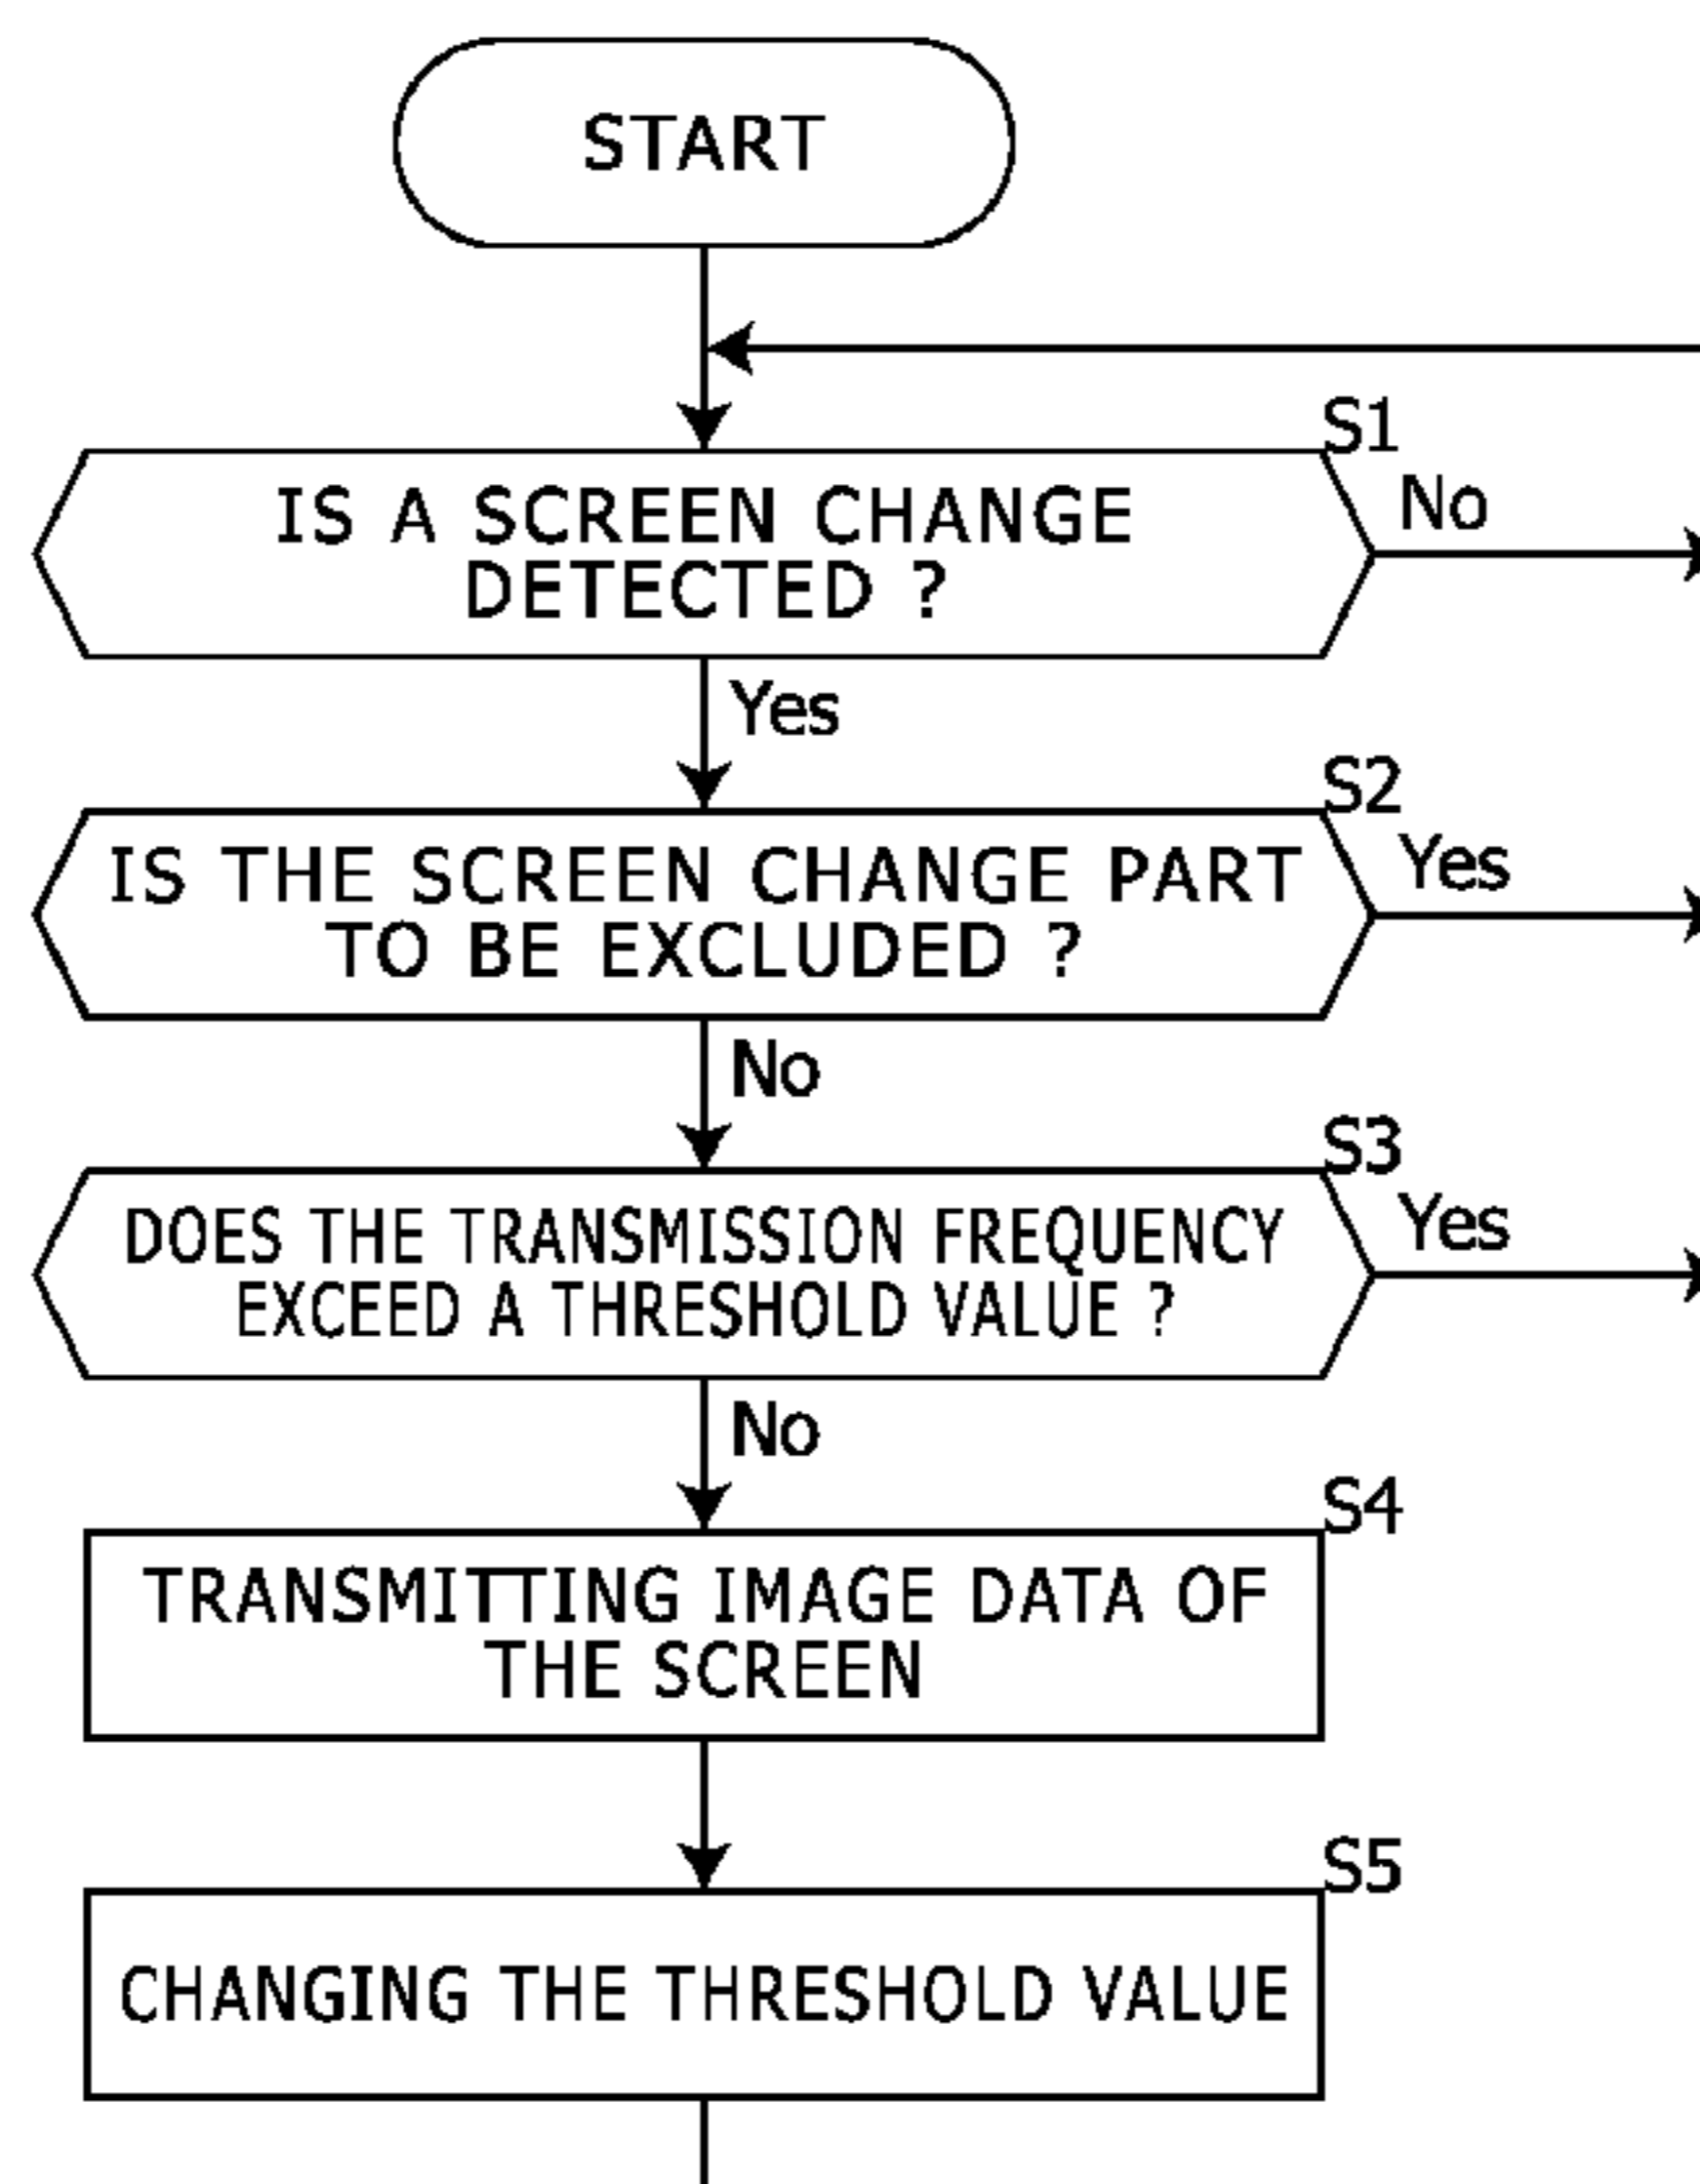 START
S1
IS A SCREEN CHANGE
DETECTED ?
No
Yes
S2
IS THE SCREEN CHANGE PART
TO BE EXCLUDED ?
Yes
No
S3
DOES THE TRANSMISSION FREQUENCY
EXCEED A THRESHOLD VALUE ?
Yes
No
S4
TRANSMITTING IMAGE DATA OF
THE SCREEN
S5
CHANGING THE THRESHOLD VALUE